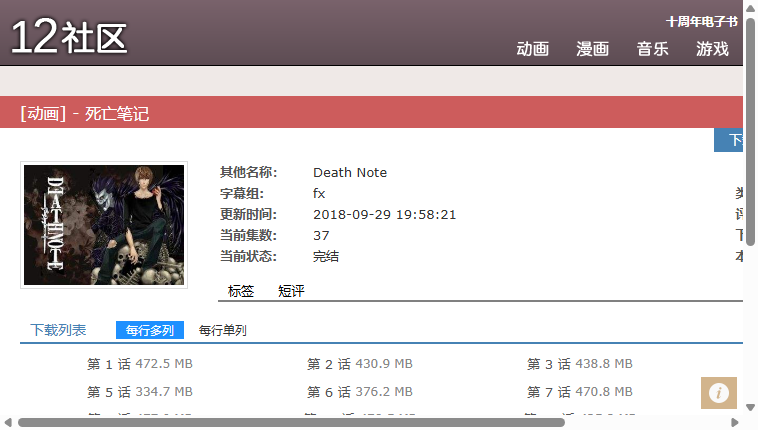 十周年电子书
12社区
动画 漫画 音乐 游戏
[动画] - 死亡笔记
DEATH NOTE
其他名称: Death Note
字幕组: fx
更新时间: 2018-09-29 19:58:21
当前集数: 37
当前状态: 完结
标签 短评
下载列表 每行多列 每行单列
第 1 话 472.5 MB 第 2 话 430.9 MB 第 3 话 438.8 MB
第 5 话 334.7 MB 第 6 话 376.2 MB 第 7 话 470.8 MB